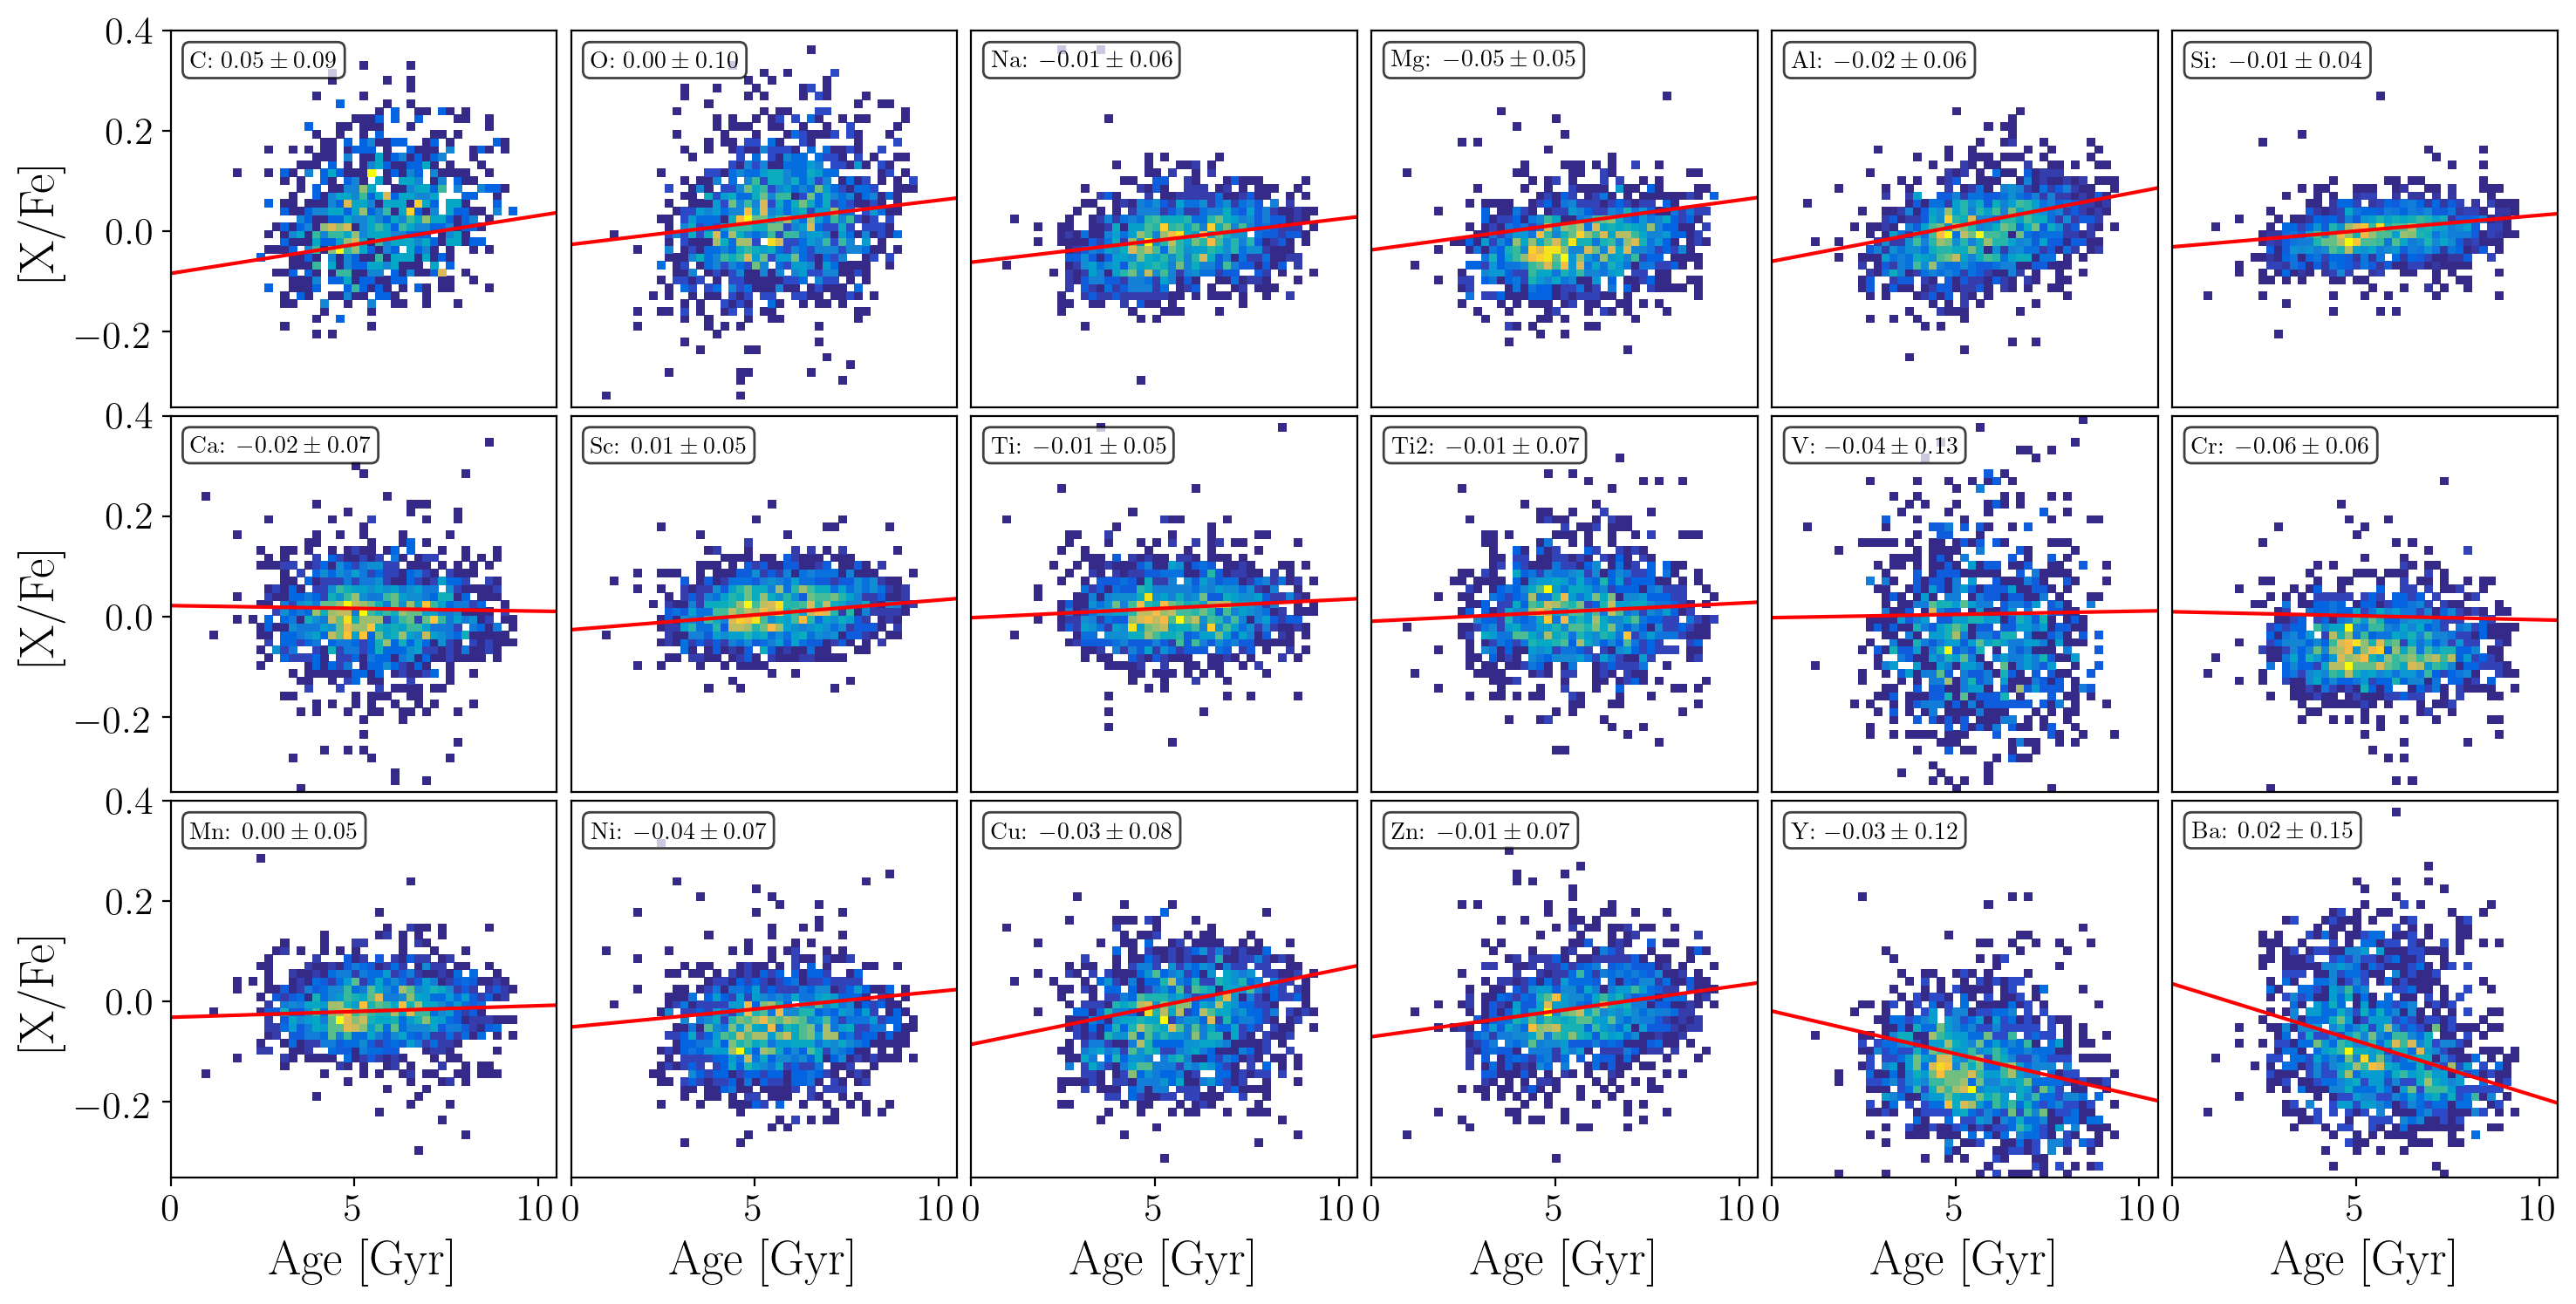 0.4
0.2
0.0
−0.2
[X/Fe]
C: 0.05 ± 0.09
O: 0.00 ± 0.10
Na: −0.01 ± 0.06
Mg: −0.05 ± 0.05
Al: −0.02 ± 0.06
Si: −0.01 ± 0.04
0.4
0.2
0.0
−0.2
[X/Fe]
Ca: −0.02 ± 0.07
Sc: 0.01 ± 0.05
Ti: −0.01 ± 0.05
Ti2: −0.01 ± 0.07
V: −0.04 ± 0.13
Cr: −0.06 ± 0.06
0.4
0.2
0.0
−0.2
[X/Fe]
Mn: 0.00 ± 0.05
Ni: −0.04 ± 0.07
Cu: −0.03 ± 0.08
Zn: −0.01 ± 0.07
Y: −0.03 ± 0.12
Ba: 0.02 ± 0.15
0 5 10
0 5 10
0 5 10
0 5 10
0 5 10
0 5 10
Age [Gyr]
Age [Gyr]
Age [Gyr]
Age [Gyr]
Age [Gyr]
Age [Gyr]